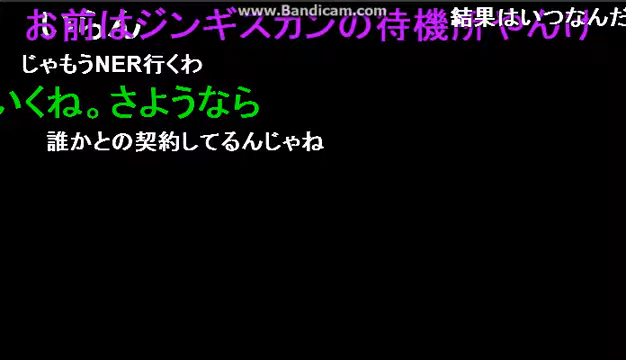 www.Bandicam.com
結果はいつなんだ
お前はジンギスカンの待機所やんけ
じゃもうNER行くわ
いくね。さようなら
誰かとの契約してるんじゃね